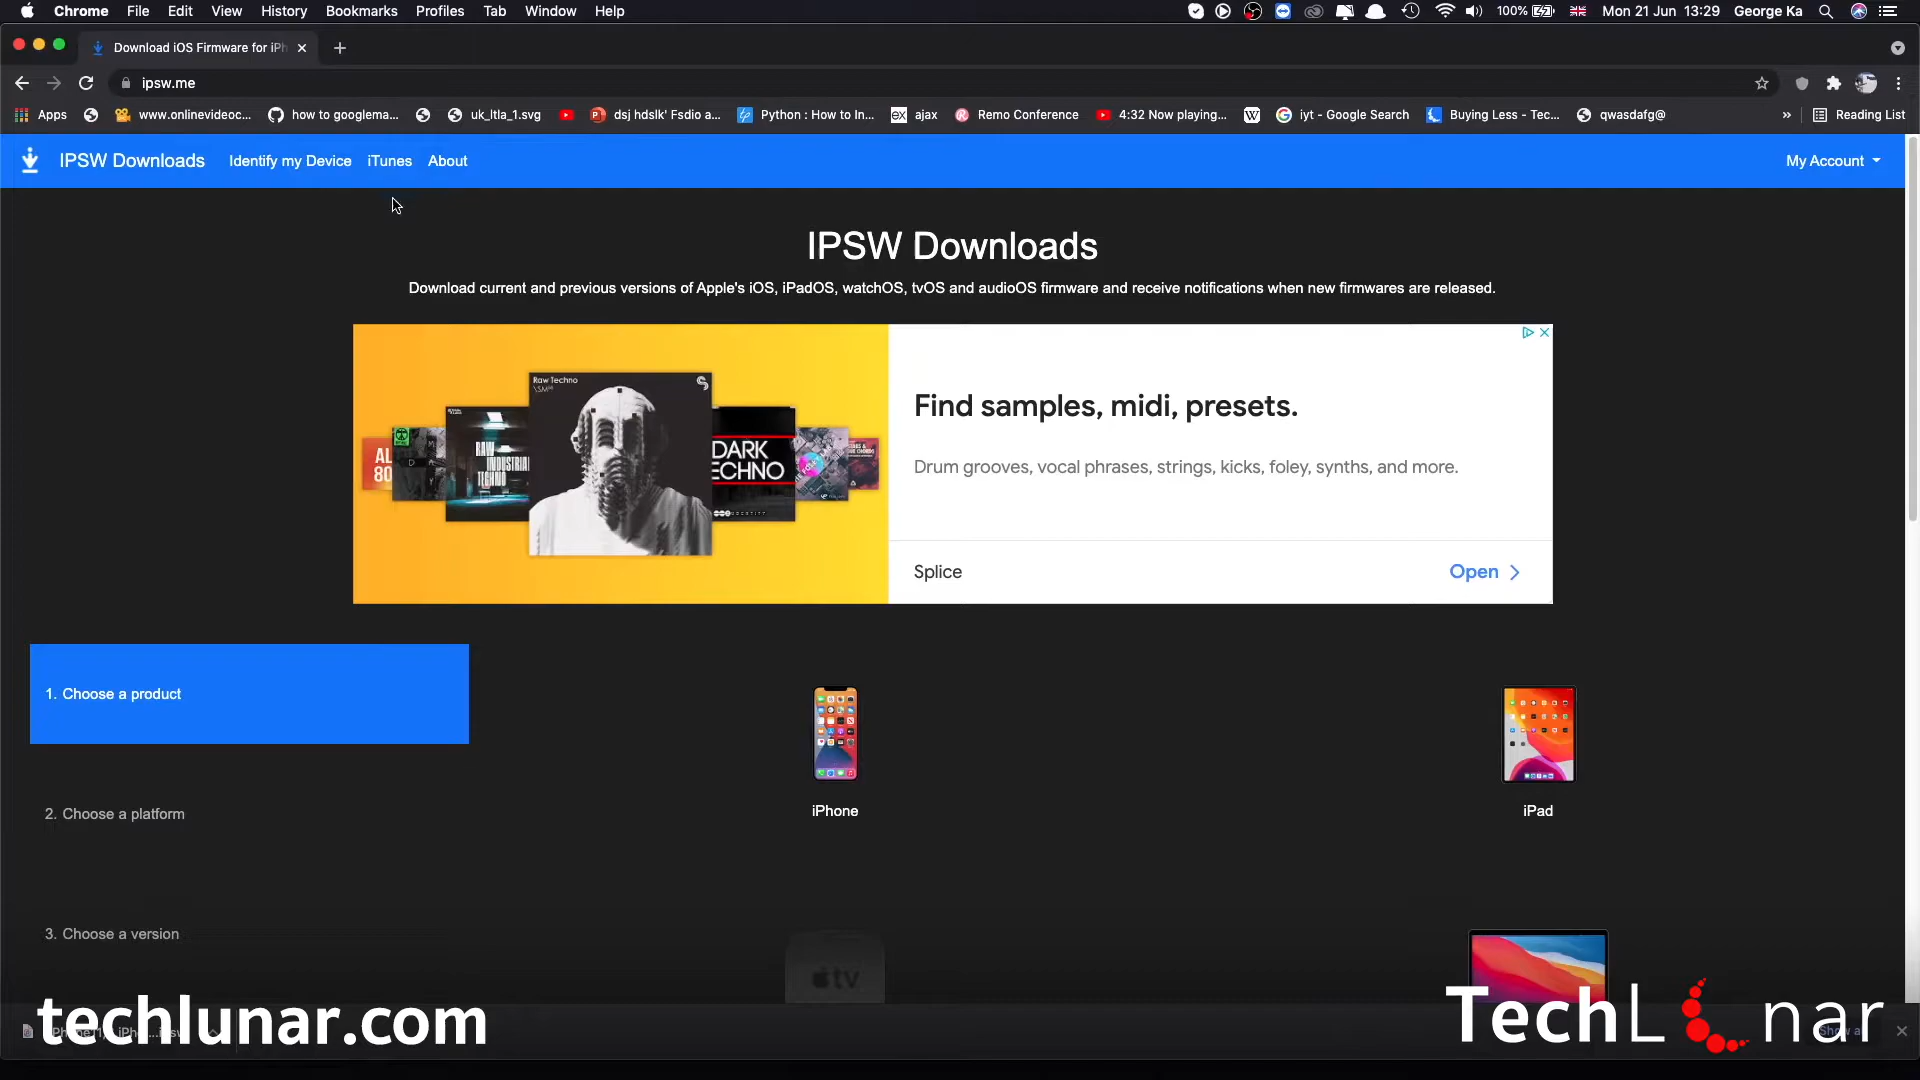 Chrome File Edit View History Bookmarks Profiles Tab Window Help 100% Mon 21 Jun 13:29 George Ka
Download iOS Firmware for iPh
ipsw.me
Apps www.onlinevideoc... how to googlema... uk_ltla_1.svg dsj hdslk' Fsdio a... Python : How to In... ajax Remo Conference 4:32 Now playing... iyt - Google Search Buying Less - Tec... qwasdafg@ » Reading List
IPSW Downloads Identify my Device iTunes About My Account
IPSW Downloads
Download current and previous versions of Apple's iOS, iPadOS, watchOS, tvOS and audioOS firmware and receive notifications when new firmwares are released.
Raw Techno
RAW INDUSTRIAL TECHNO
DARK
TECHNO
Find samples, midi, presets.
Drum grooves, vocal phrases, strings, kicks, foley, synths, and more.
Splice Open
1. Choose a product
iPhone iPad
2. Choose a platform
3. Choose a version
tv
techlunar.com
TechLunar